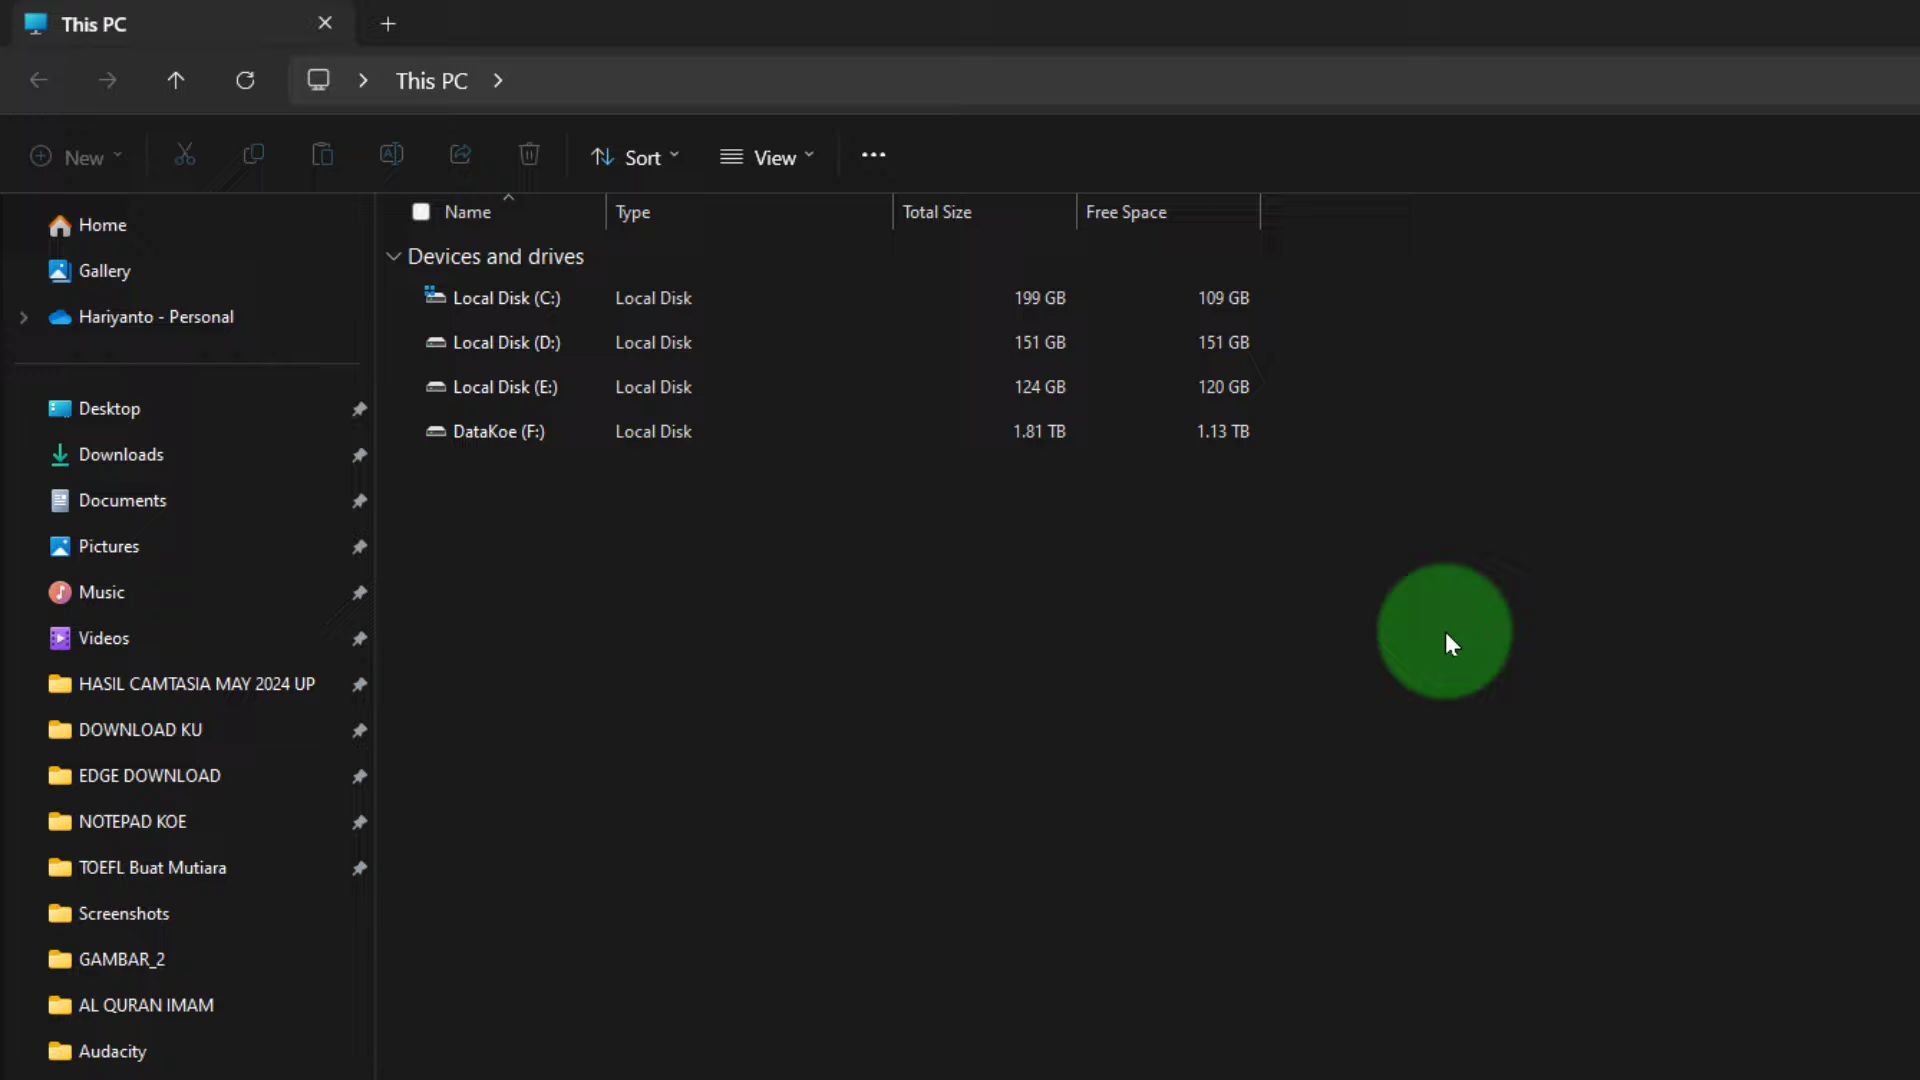 This PC
This PC
New
Sort
View
Name
Type
Total Size
Free Space
Home
Gallery
Hariyanto - Personal
Desktop
Downloads
Documents
Pictures
Music
Videos
HASIL CAMTASIA MAY 2024 UP
DOWNLOAD KU
EDGE DOWNLOAD
NOTEPAD KOE
TOEFL Buat Mutiara
Screenshots
GAMBAR_2
AL QURAN IMAM
Audacity
Devices and drives
Local Disk (C:) Local Disk 199 GB 109 GB
Local Disk (D:) Local Disk 151 GB 151 GB
Local Disk (E:) Local Disk 124 GB 120 GB
DataKoe (F:) Local Disk 1.81 TB 1.13 TB